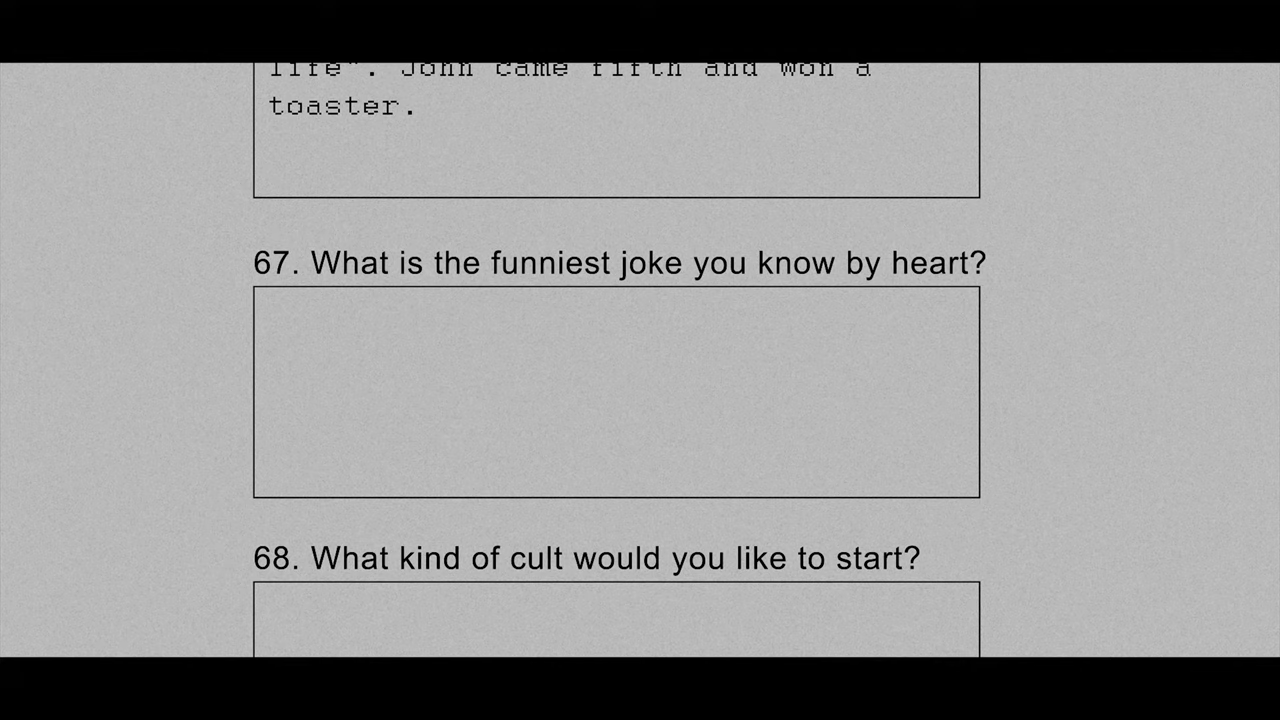 life". John came fifth and won a
toaster.
67. What is the funniest joke you know by heart?
68. What kind of cult would you like to start?